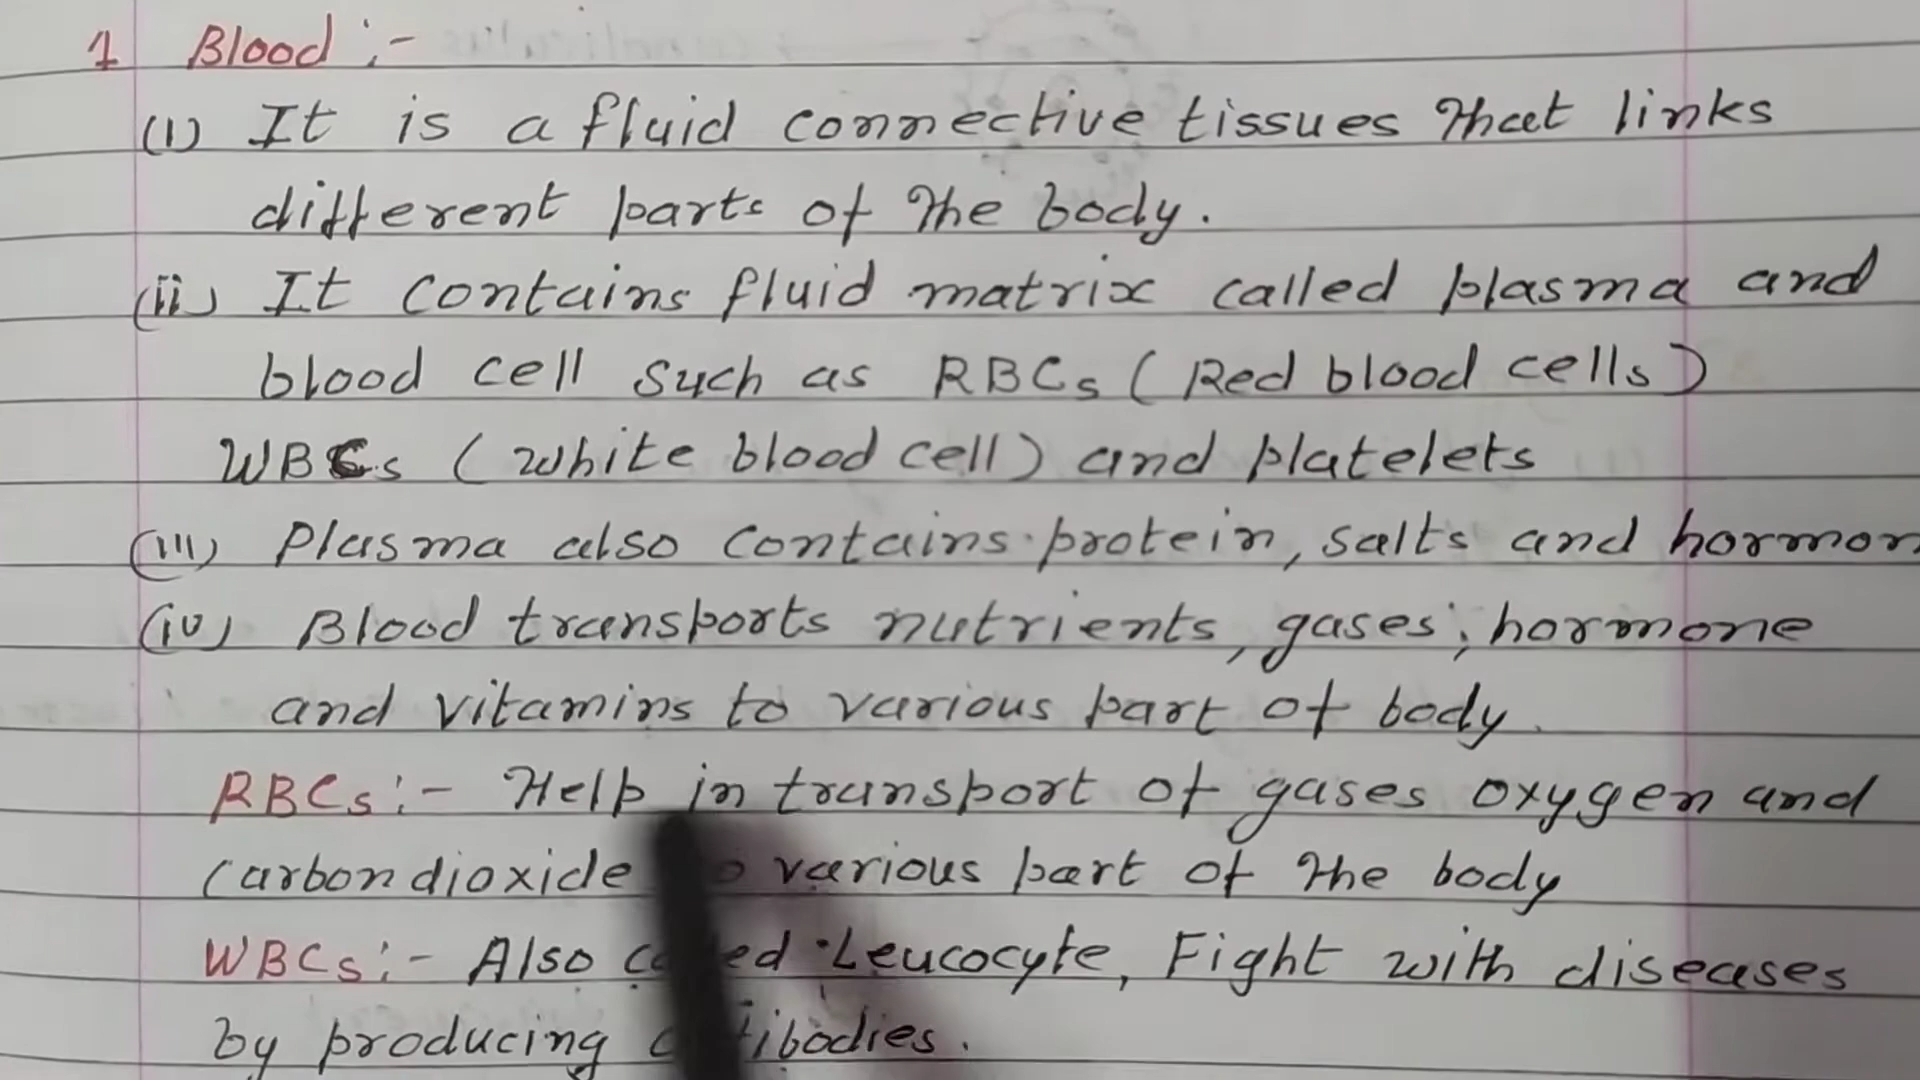 1 Blood :-
(i) It is a fluid connective tissues that links
different parts of the body.
(ii) It contains fluid matrix called plasma and
blood cell such as RBCs (Red blood cells)
WBCs (white blood cell) and platelets
(iii) Plasma also contains protein, salts and hormon
(iv) Blood transports nutrients, gases, hormone
and vitamins to various part of body.
RBCs :- Help in transport of gases oxygen and
carbondioxide various part of the body
WBCs :- Also Leucocyte, Fight with diseases
by producing